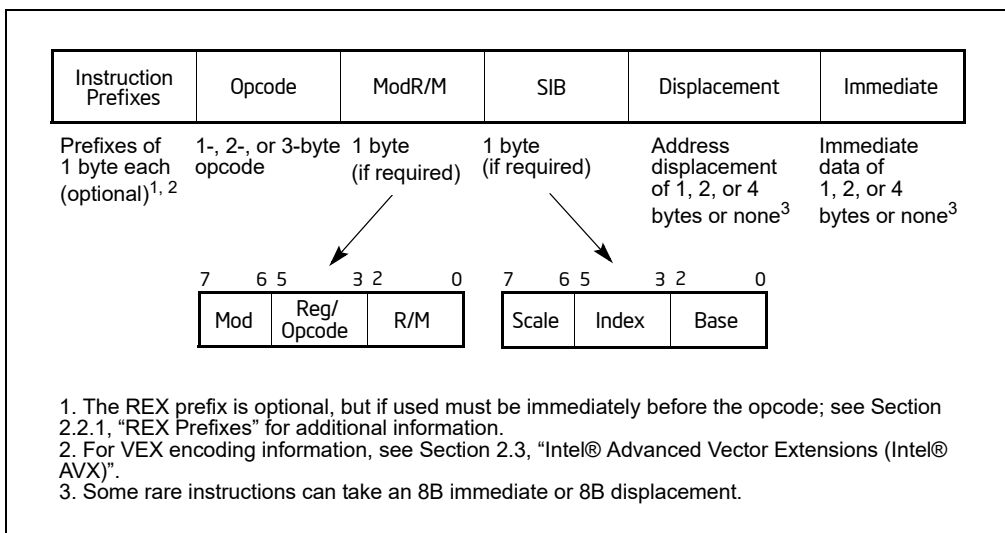 Instruction Prefixes
Opcode
ModR/M
SIB
Displacement
Immediate
Prefixes of
1 byte each
(optional)1, 2
1-, 2-, or 3-byte
opcode
1 byte
(if required)
1 byte
(if required)
Address
displacement
of 1, 2, or 4
bytes or none3
Immediate
data of
1, 2, or 4
bytes or none3
7 6 5 3 2 0
Mod
Reg/
Opcode
R/M
7 6 5 3 2 0
Scale
Index
Base
1. The REX prefix is optional, but if used must be immediately before the opcode; see Section
2.2.1, “REX Prefixes” for additional information.
2. For VEX encoding information, see Section 2.3, “Intel® Advanced Vector Extensions (Intel®
AVX)”.
3. Some rare instructions can take an 8B immediate or 8B displacement.